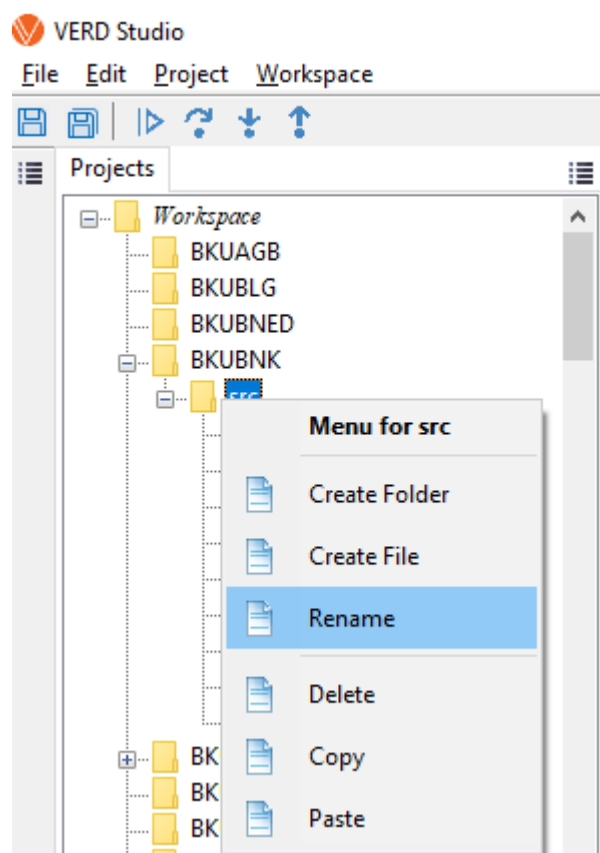 VERD Studio
File Edit Project Workspace
Projects
Workspace
BKUAGB
BKUBLG
BKUBNED
BKUBNK
src
Menu for src
Create Folder
Create File
Rename
Delete
BK Copy
BK
BK Paste